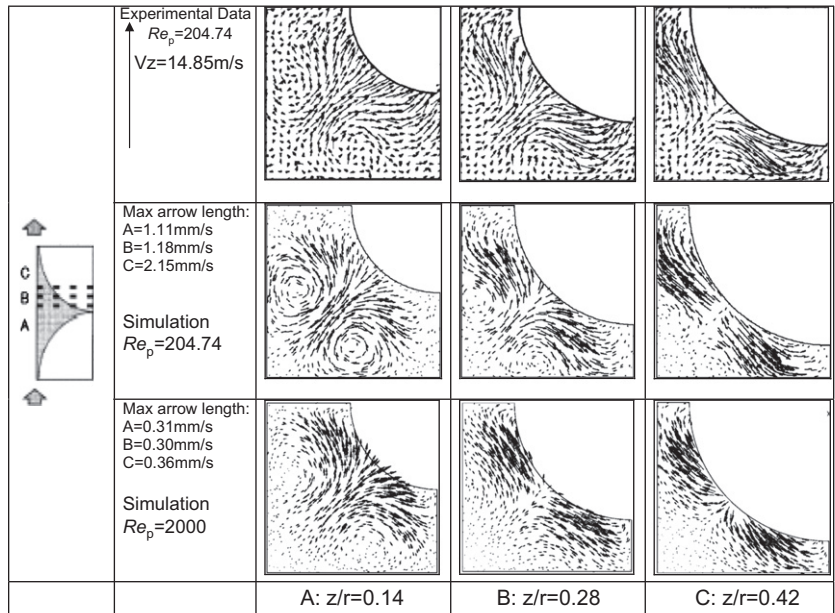 Experimental Data
Re_p=204.74
Vz=14.85m/s
C
B
A
Max arrow length:
A=1.11mm/s
B=1.18mm/s
C=2.15mm/s
Simulation
Re_p=204.74
Max arrow length:
A=0.31mm/s
B=0.30mm/s
C=0.36mm/s
Simulation
Re_p=2000
A: z/r=0.14
B: z/r=0.28
C: z/r=0.42